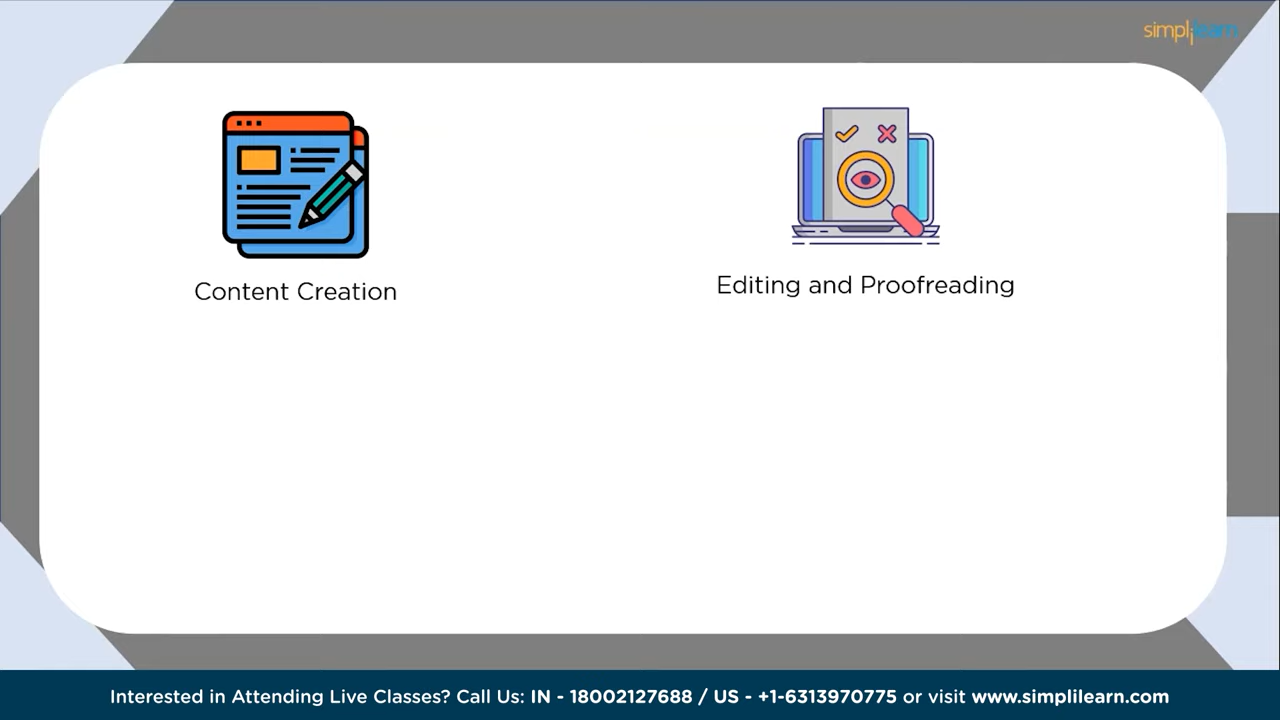 simplilearn
Content Creation
Editing and Proofreading
Interested in Attending Live Classes? Call Us: IN - 18002127688 / US - +1-6313970775 or visit www.simplilearn.com